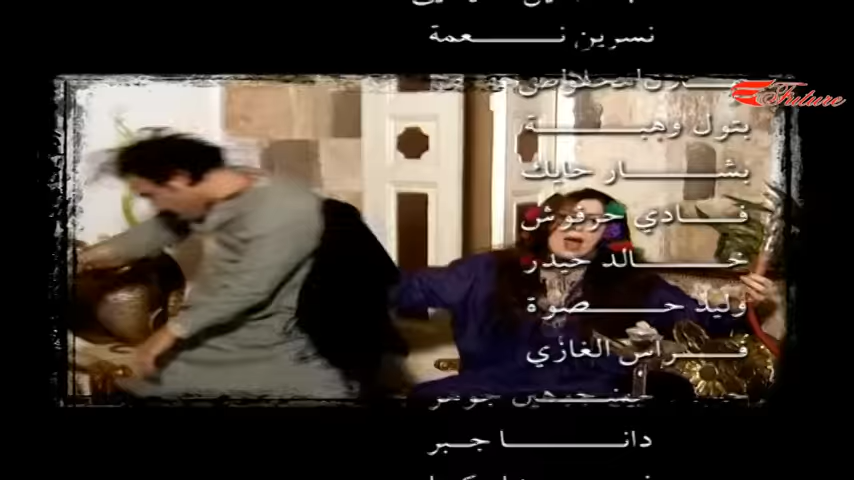 نسرين نعمة
Future
بتول وهبة
بشار حايك
فادي حرفوش
خالد حيدر
وليد حصوة
فراس الغازي
دانا جبر